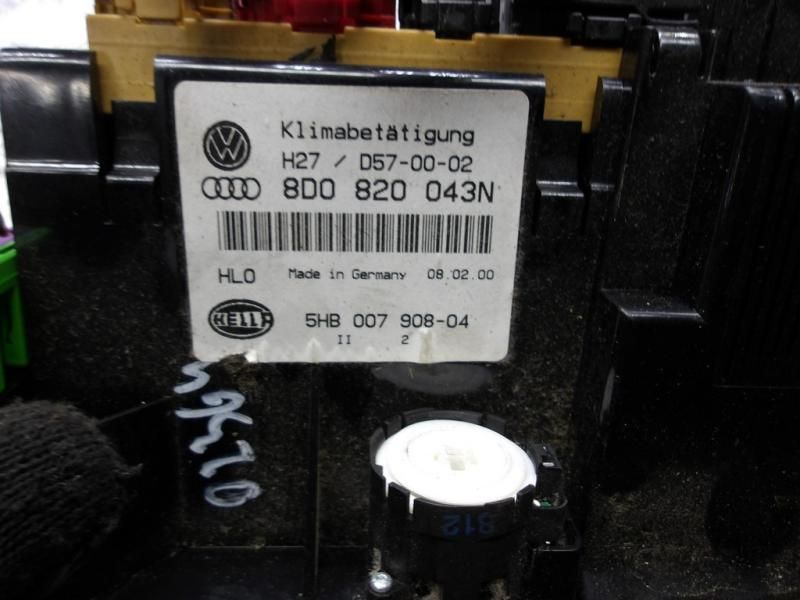 Klimabetätigung
H27 / D57-00-02
8D0 820 043N
HLO Made in Germany 08.02.00
HELLA 5HB 007 908-04
II 2
812